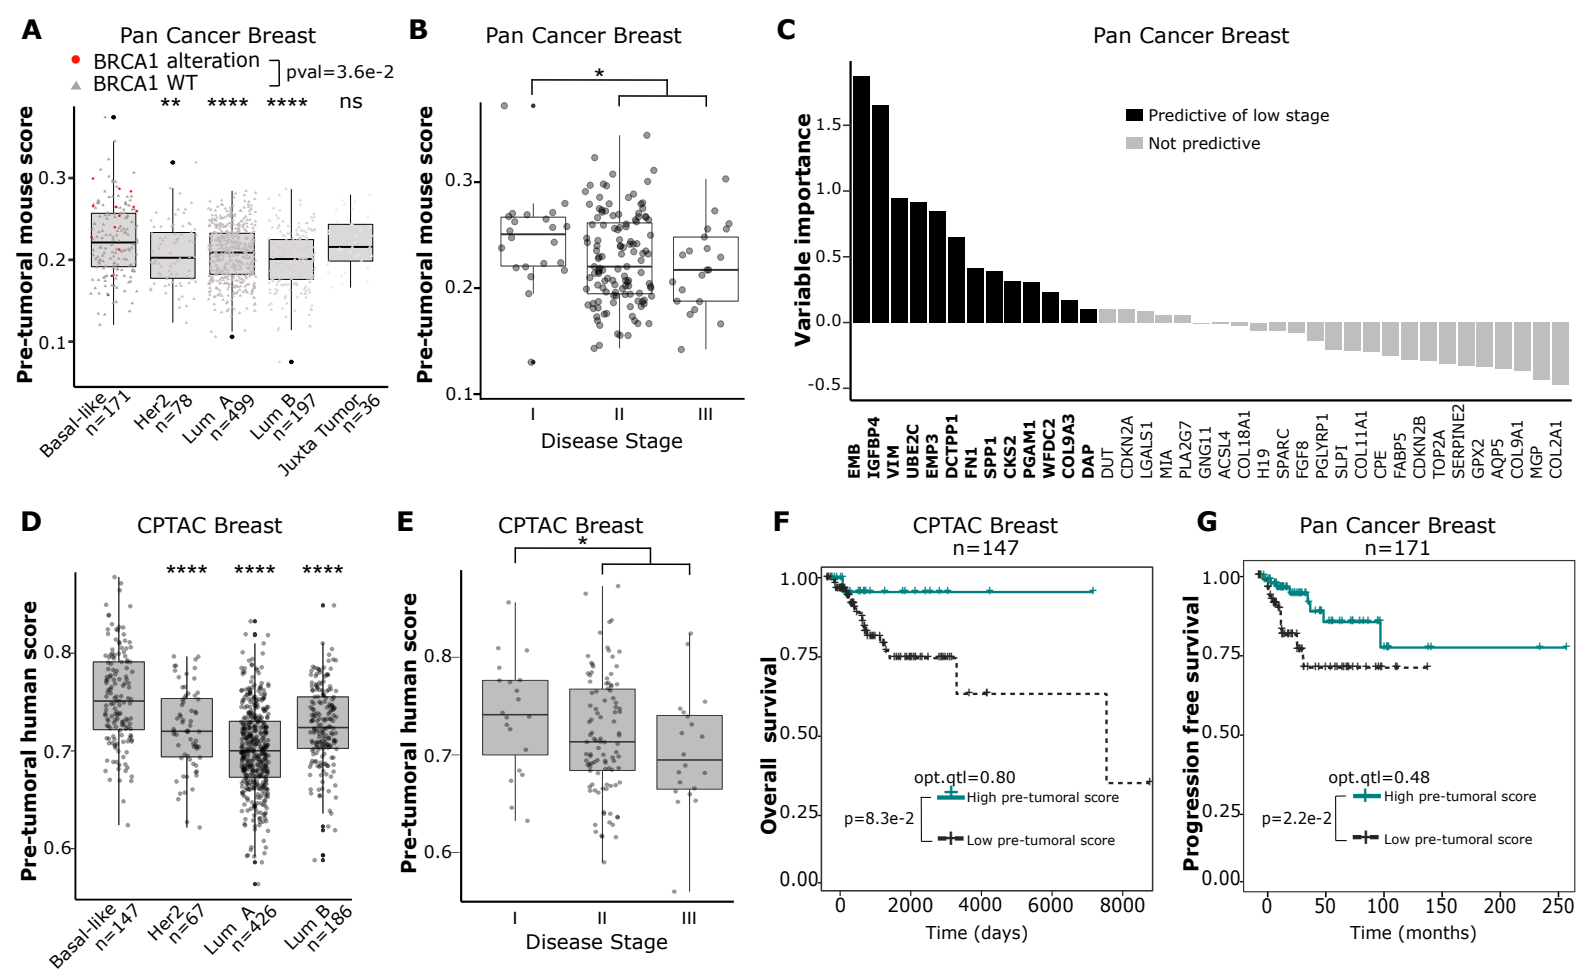 A
Pan Cancer Breast
BRCA1 alteration
BRCA1 WT
pval=3.6e-2
** **** **** ns
Pre-tumoral mouse score
0.3
0.2
0.1
Basal-like
n=171
Her2
n=78
Lum A
n=499
Lum B
n=197
Juxta Tumor
n=36
B
Pan Cancer Breast
*
Pre-tumoral mouse score
0.3
0.2
0.1
I II III
Disease Stage
C
Pan Cancer Breast
Predictive of low stage
Not predictive
Variable importance
1.5
1.0
0.5
0.0
-0.5
EMB
IGFBP4
VIM
UBE2C
EMP3
DCTPP1
FN1
SPP1
CKS2
PGAM1
WFDC2
COL9A3
DAP
DUT
CDKN2A
LGALS1
MIA
PLA2G7
GNG11
ACSL4
COL18A1
H19
SPARC
FGF8
PGLYRP1
SLPI
COL11A1
CPE
FABP5
CDKN2B
TOP2A
SERPINE2
GPX2
AQP5
COL9A1
MGP
COL2A1
D
CPTAC Breast
**** **** ****
Pre-tumoral human score
0.8
0.7
0.6
Basal-like
n=147
Her2
n=67
Lum A
n=426
Lum B
n=186
E
CPTAC Breast
*
Pre-tumoral human score
0.8
0.7
0.6
I II III
Disease Stage
F
CPTAC Breast
n=147
Overall survival
1.00
0.75
0.50
0.25
0.00
opt.qtl=0.80
High pre-tumoral score
p=8.3e-2
Low pre-tumoral score
0 2000 4000 6000 8000
Time (days)
G
Pan Cancer Breast
n=171
Progression free survival
1.00
0.75
0.50
0.25
0.00
opt.qtl=0.48
High pre-tumoral score
p=2.2e-2
Low pre-tumoral score
0 50 100 150 200 250
Time (months)